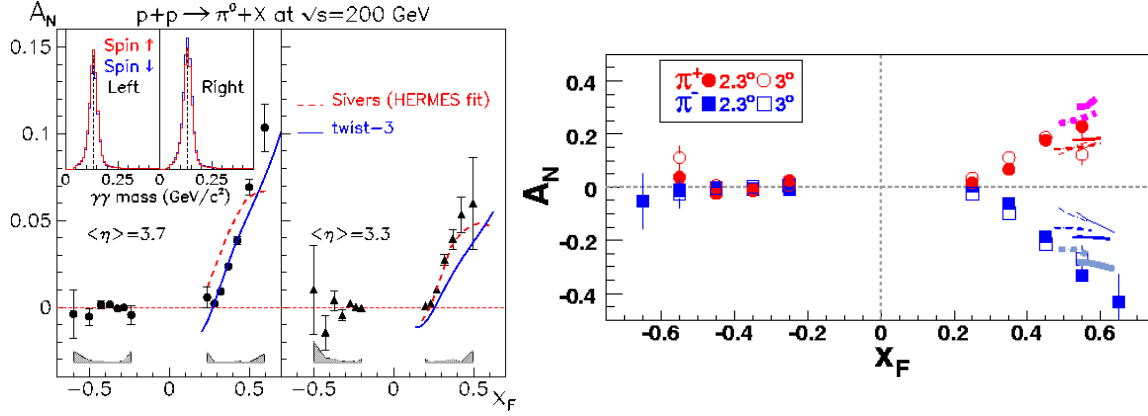 A_N p+p→π⁰+X at √s=200 GeV
0.15
0.1
0.05
0
Spin ↑
Spin ↓
Left
Right
0 0.25 0 0.25
γγ mass (GeV/c²)
Sivers (HERMES fit)
twist-3
⟨η⟩=3.7
⟨η⟩=3.3
-0.5 0 0.5 -0.5 0 0.5 X_F
A_N
0.4
0.2
0
-0.2
-0.4
π⁺ 2.3° 3°
π⁻ 2.3° 3°
-0.6 -0.4 -0.2 0 0.2 0.4 0.6
X_F